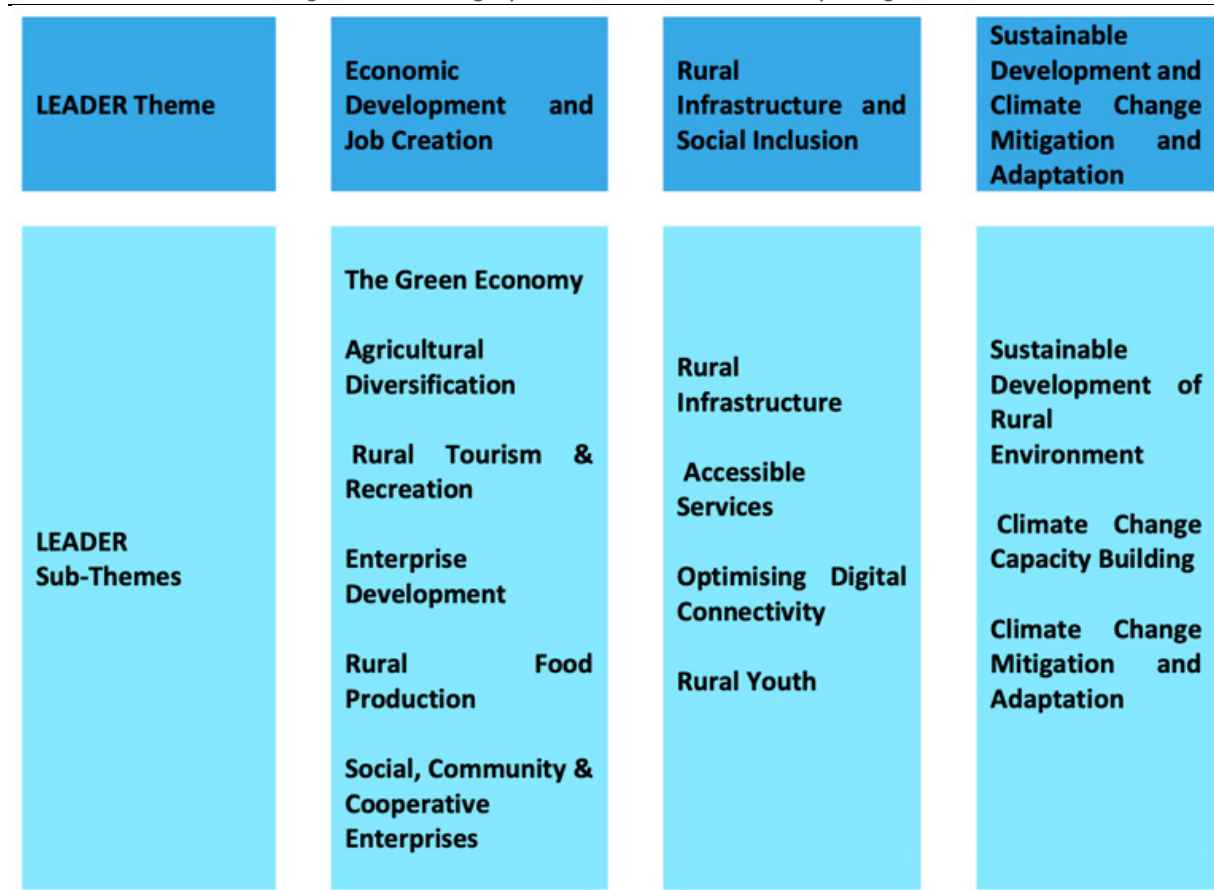 LEADER Theme
Economic
Development and
Job Creation
Rural
Infrastructure and
Social Inclusion
Sustainable
Development and
Climate Change
Mitigation and
Adaptation
LEADER
Sub-Themes
The Green Economy
Agricultural
Diversification
Rural Tourism &
Recreation
Enterprise
Development
Rural Food
Production
Social, Community &
Cooperative
Enterprises
Rural
Infrastructure
Accessible
Services
Optimising Digital
Connectivity
Rural Youth
Sustainable
Development of
Rural
Environment
Climate Change
Capacity Building
Climate Change
Mitigation and
Adaptation